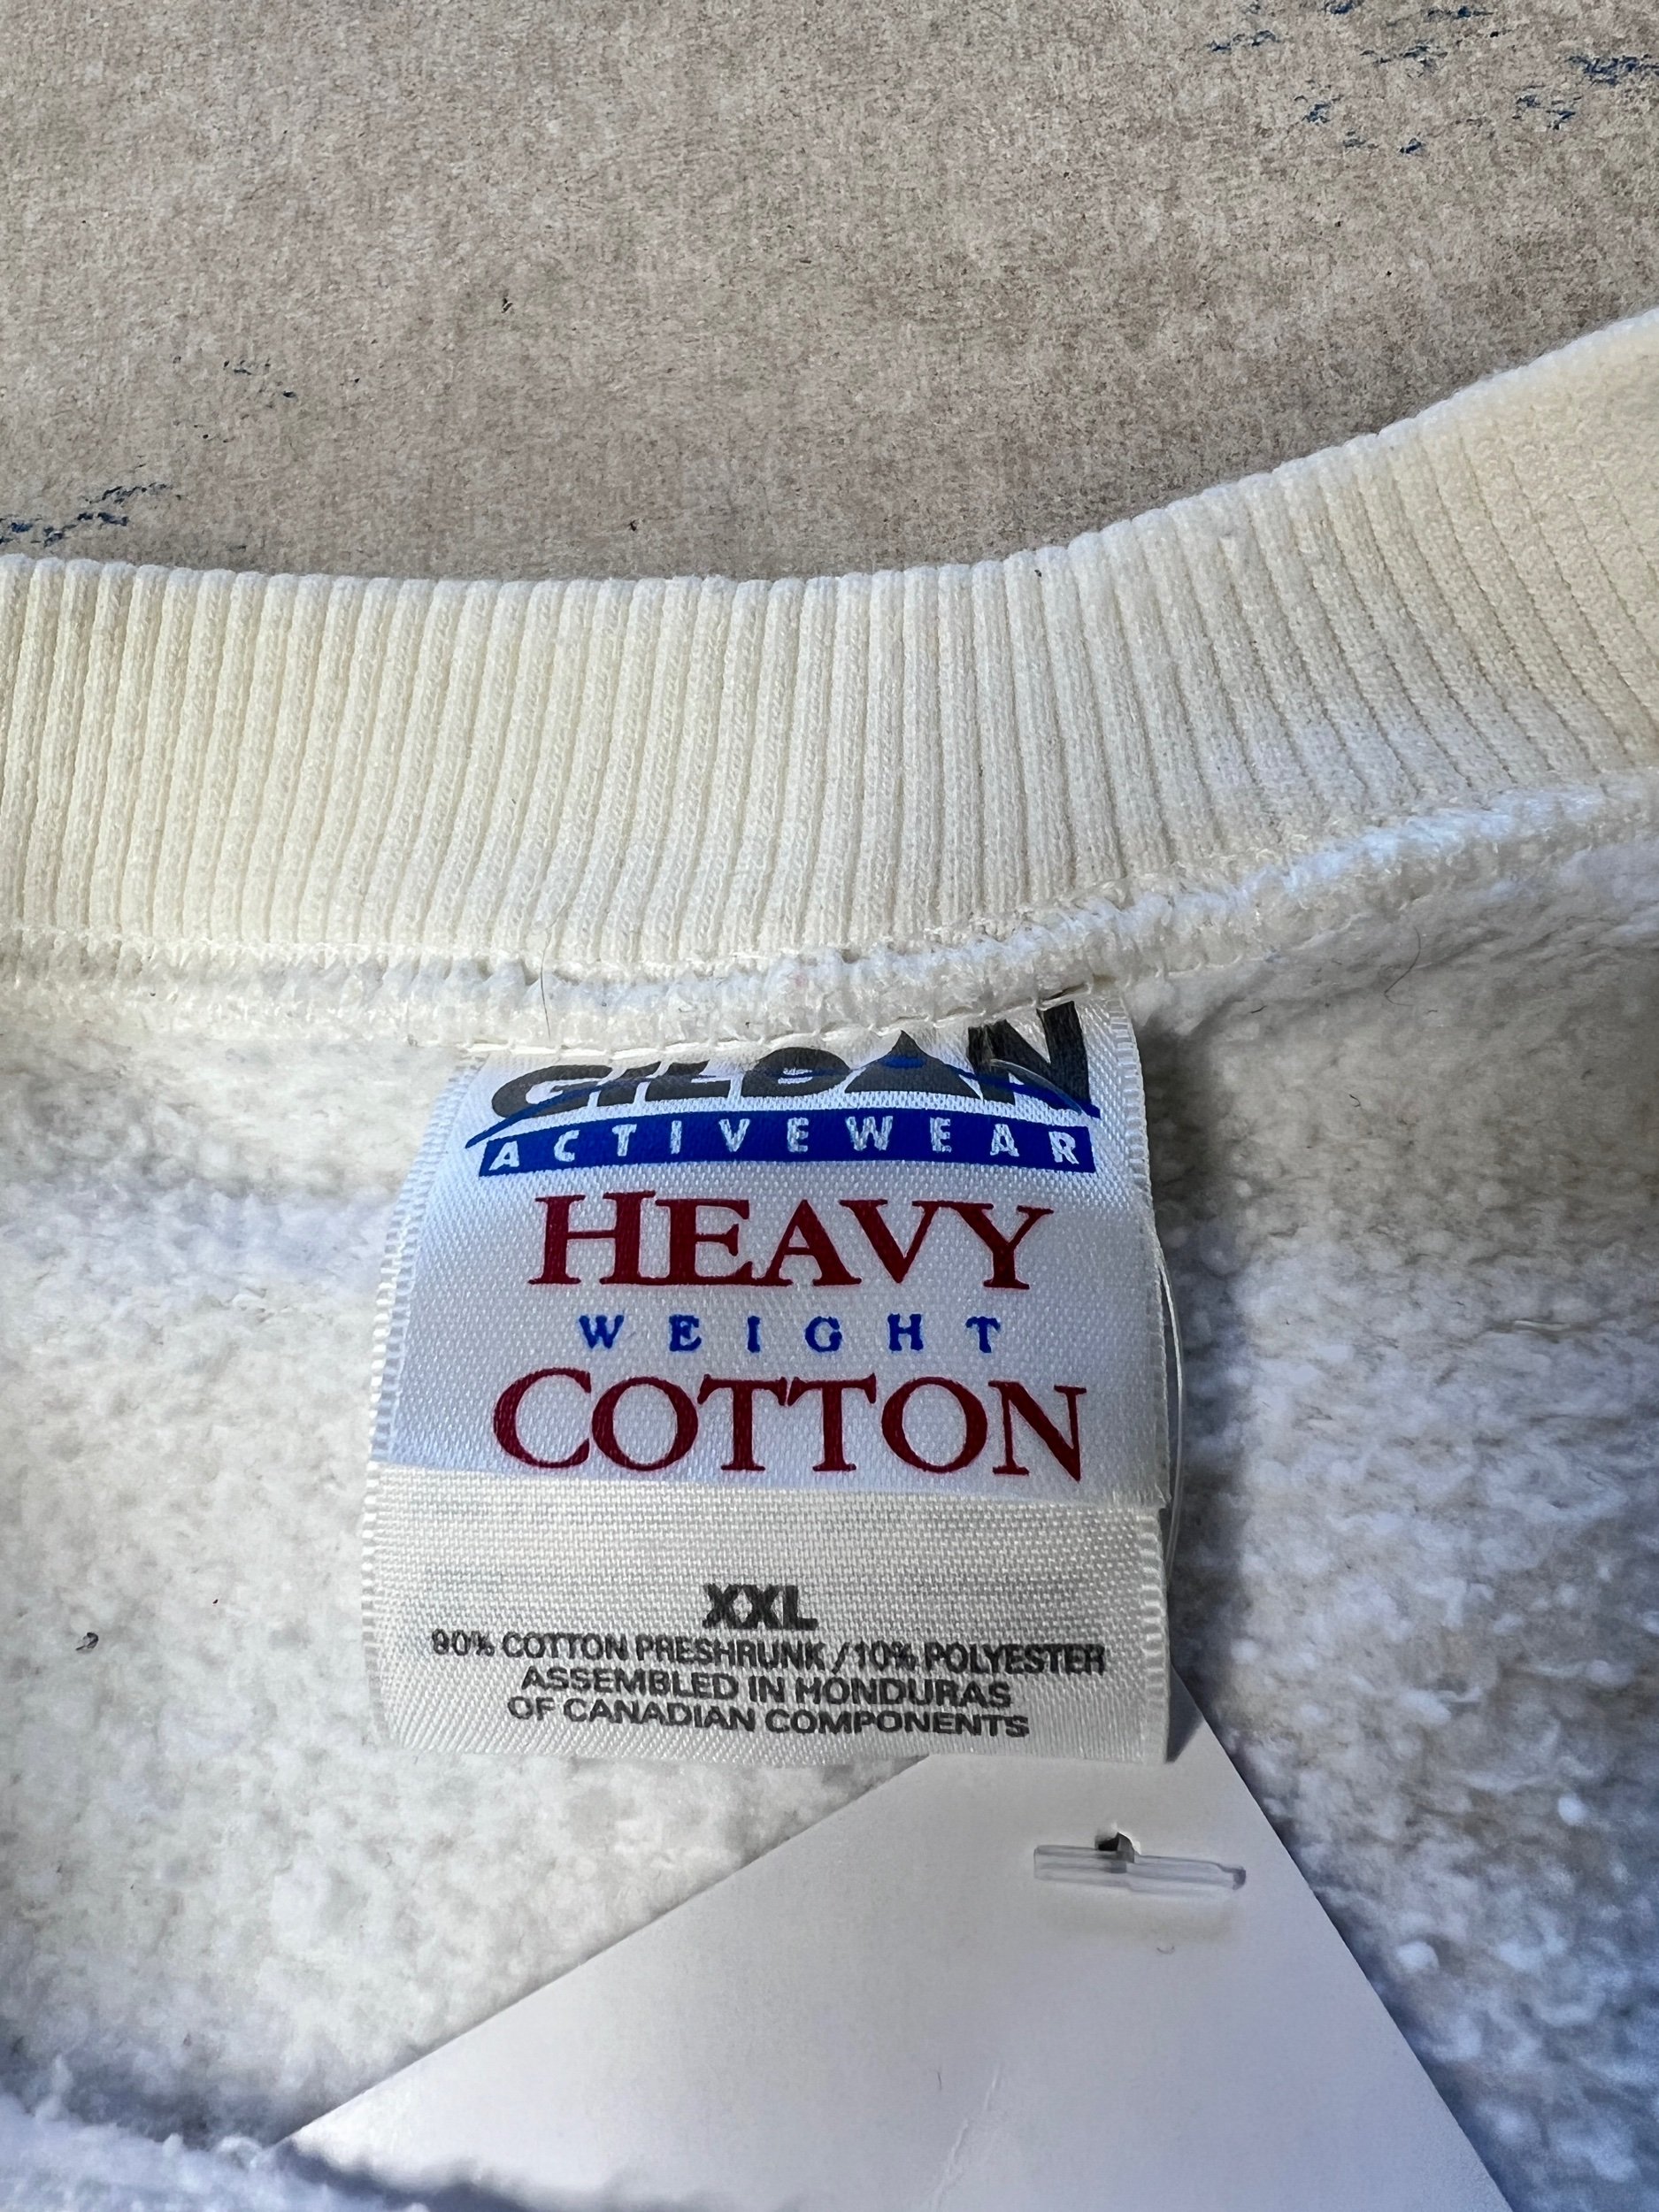 GILDAN
ACTIVEWEAR
HEAVY
WEIGHT
COTTON
XXL
90% COTTON PRESHRUNK / 10% POLYESTER
ASSEMBLED IN HONDURAS
OF CANADIAN COMPONENTS